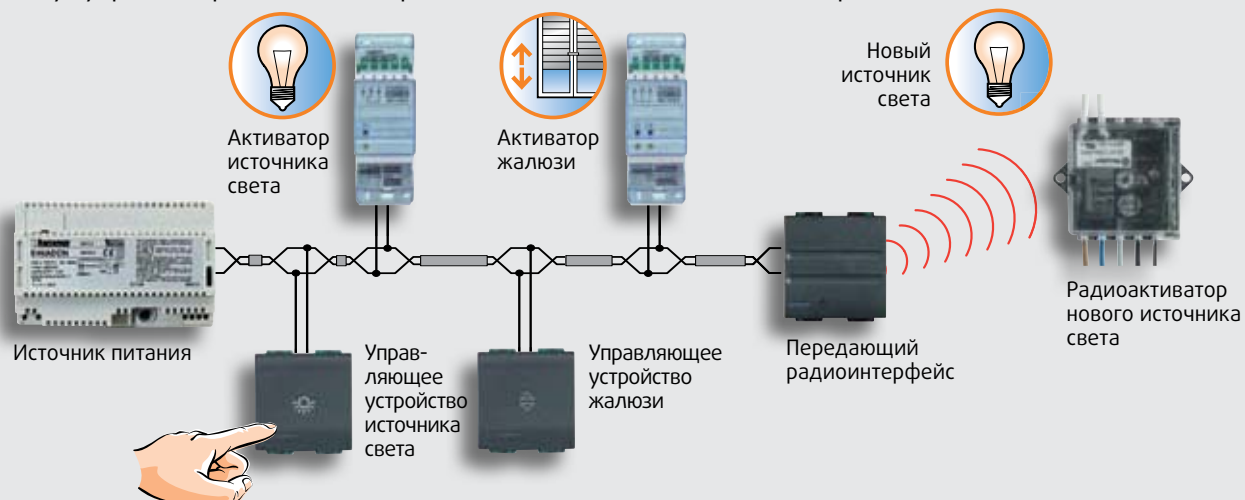 Активатор
источника
света
Активатор
жалюзи
Новый
источник
света
Источник питания
Управ-
ляющее
устройство
источника
света
Управляющее
устройство
жалюзи
Передающий
радиоинтерфейс
Радиоактиватор
нового источника
света